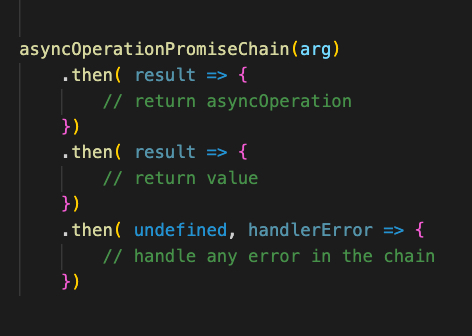 asyncOperationPromiseChain(arg)
    .then( result => {
        // return asyncOperation
    })
    .then( result => {
        // return value
    })
    .then( undefined, handlerError => {
        // handle any error in the chain
    })